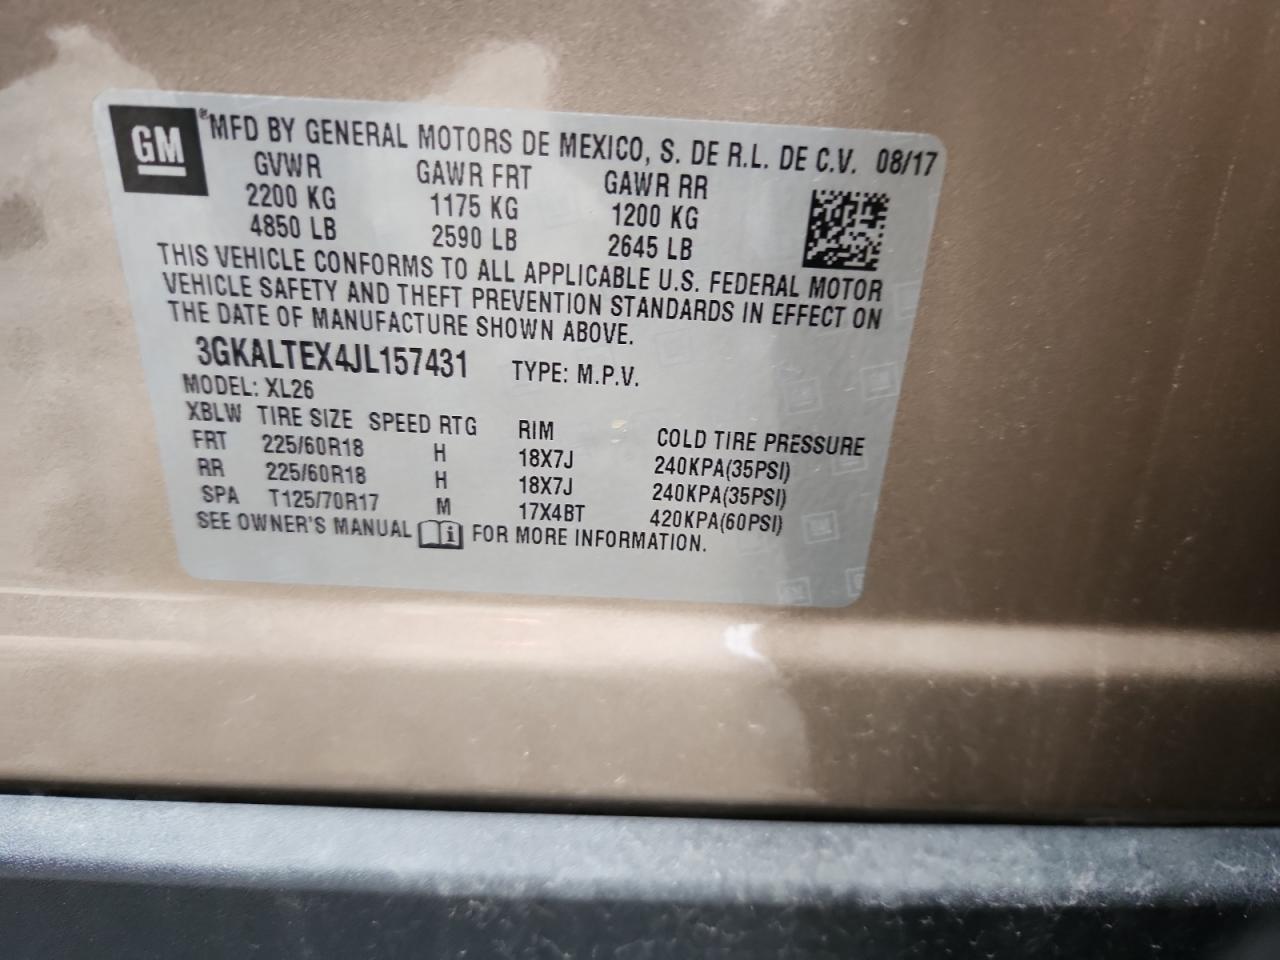 GM
® MFD BY GENERAL MOTORS DE MEXICO, S. DE R.L. DE C.V. 08/17
GVWR GAWR FRT GAWR RR
2200 KG 1175 KG 1200 KG
4850 LB 2590 LB 2645 LB
THIS VEHICLE CONFORMS TO ALL APPLICABLE U.S. FEDERAL MOTOR
VEHICLE SAFETY AND THEFT PREVENTION STANDARDS IN EFFECT ON
THE DATE OF MANUFACTURE SHOWN ABOVE.
3GKALTEX4JL157431 TYPE: M.P.V.
MODEL: XL26
XBLW TIRE SIZE SPEED RTG RIM COLD TIRE PRESSURE
FRT 225/60R18 H 18X7J 240KPA(35PSI)
RR 225/60R18 H 18X7J 240KPA(35PSI)
SPA T125/70R17 M 17X4BT 420KPA(60PSI)
SEE OWNER'S MANUAL i FOR MORE INFORMATION.